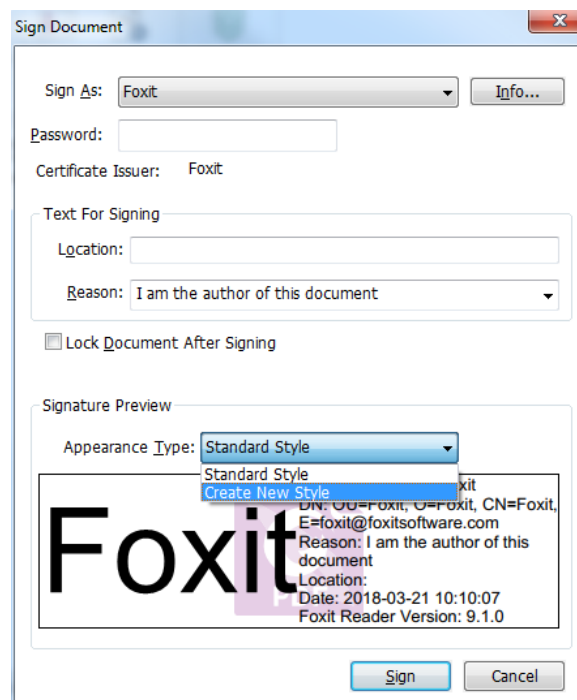 Sign Document
Sign As: Foxit Info...
Password:
Certificate Issuer: Foxit
Text For Signing
Location:
Reason: I am the author of this document
Lock Document After Signing
Signature Preview
Appearance Type: Standard Style
Standard Style
Create New Style
Foxit
xit
DN: OU=Foxit, O=Foxit, CN=Foxit,
E=foxit@foxitsoftware.com
Reason: I am the author of this
document
Location:
Date: 2018-03-21 10:10:07
Foxit Reader Version: 9.1.0
Sign Cancel